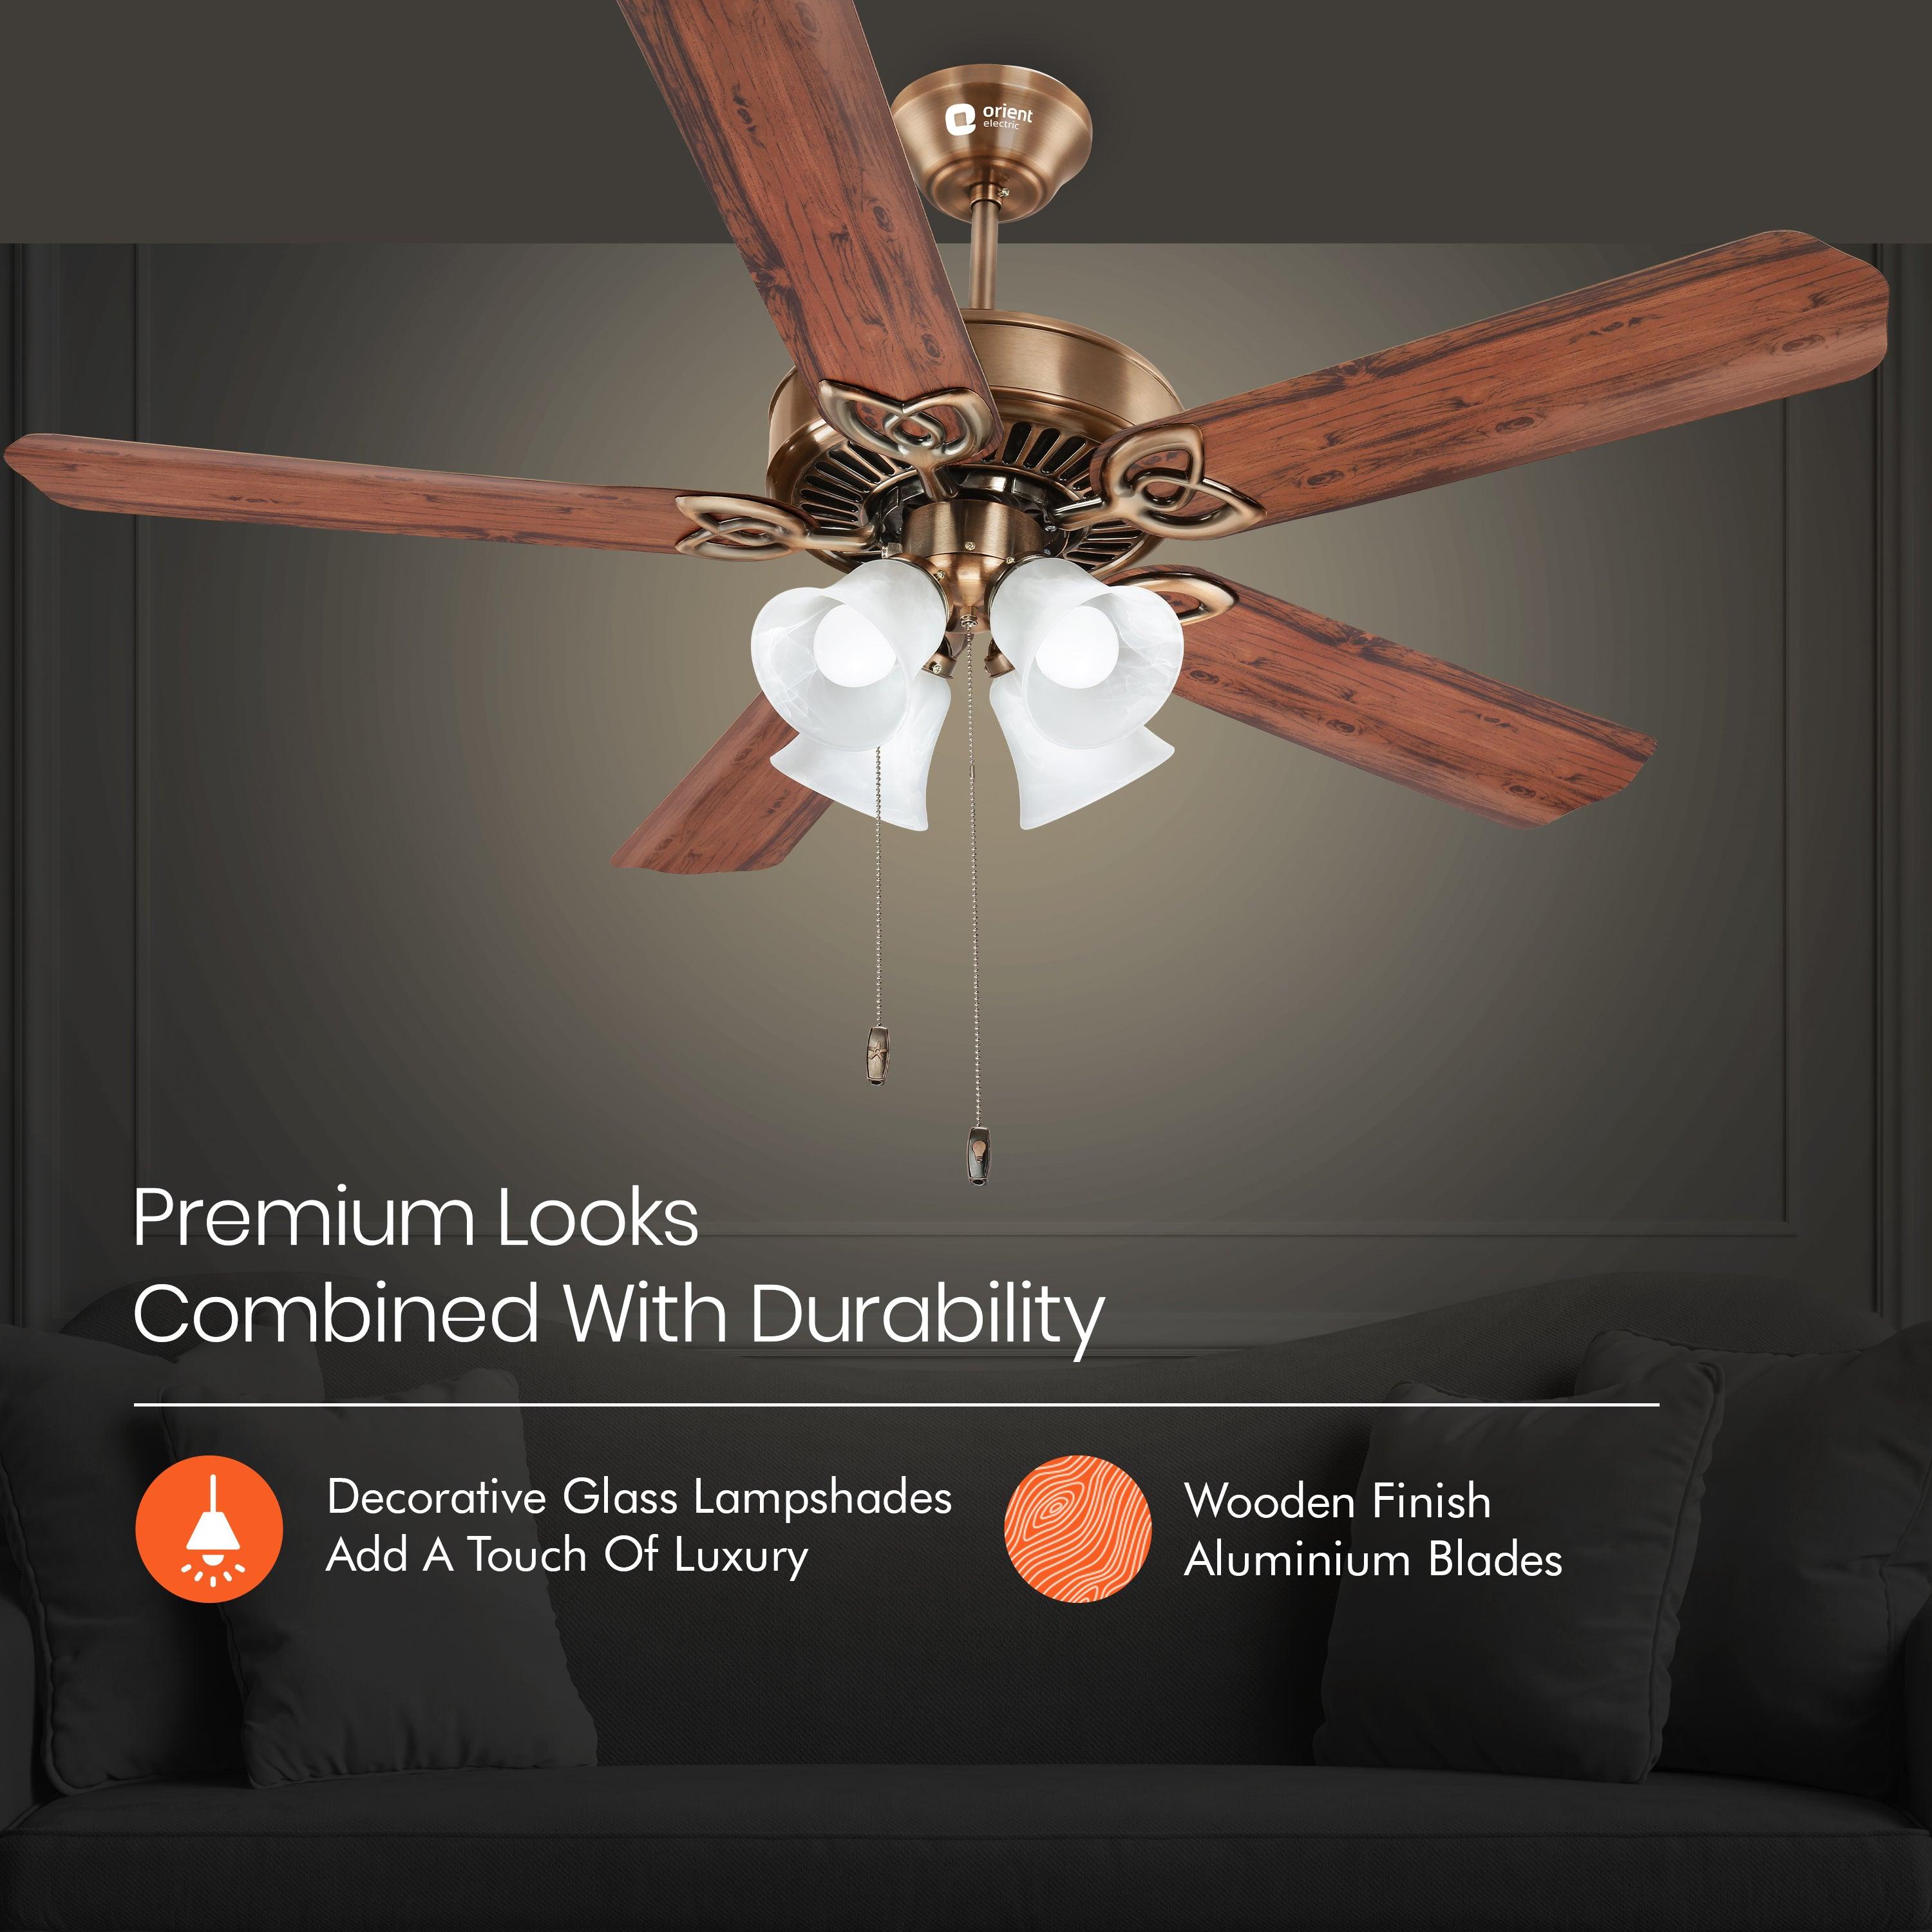 orient
electric
Premium Looks
Combined With Durability
Decorative Glass Lampshades
Add A Touch Of Luxury
Wooden Finish
Aluminium Blades